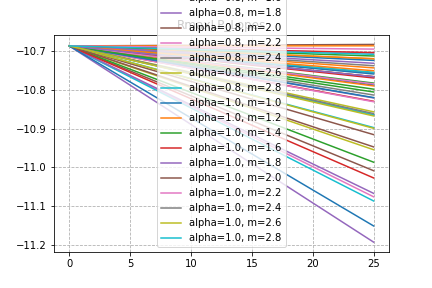 alpha=0.8, m=1.8
alpha=0.8, m=2.0
alpha=0.8, m=2.2
alpha=0.8, m=2.4
alpha=0.8, m=2.6
alpha=0.8, m=2.8
alpha=1.0, m=1.0
alpha=1.0, m=1.2
alpha=1.0, m=1.4
alpha=1.0, m=1.6
alpha=1.0, m=1.8
alpha=1.0, m=2.0
alpha=1.0, m=2.2
alpha=1.0, m=2.4
alpha=1.0, m=2.6
alpha=1.0, m=2.8
−10.7
−10.8
−10.9
−11.0
−11.1
−11.2
0 5 10 15 20 25